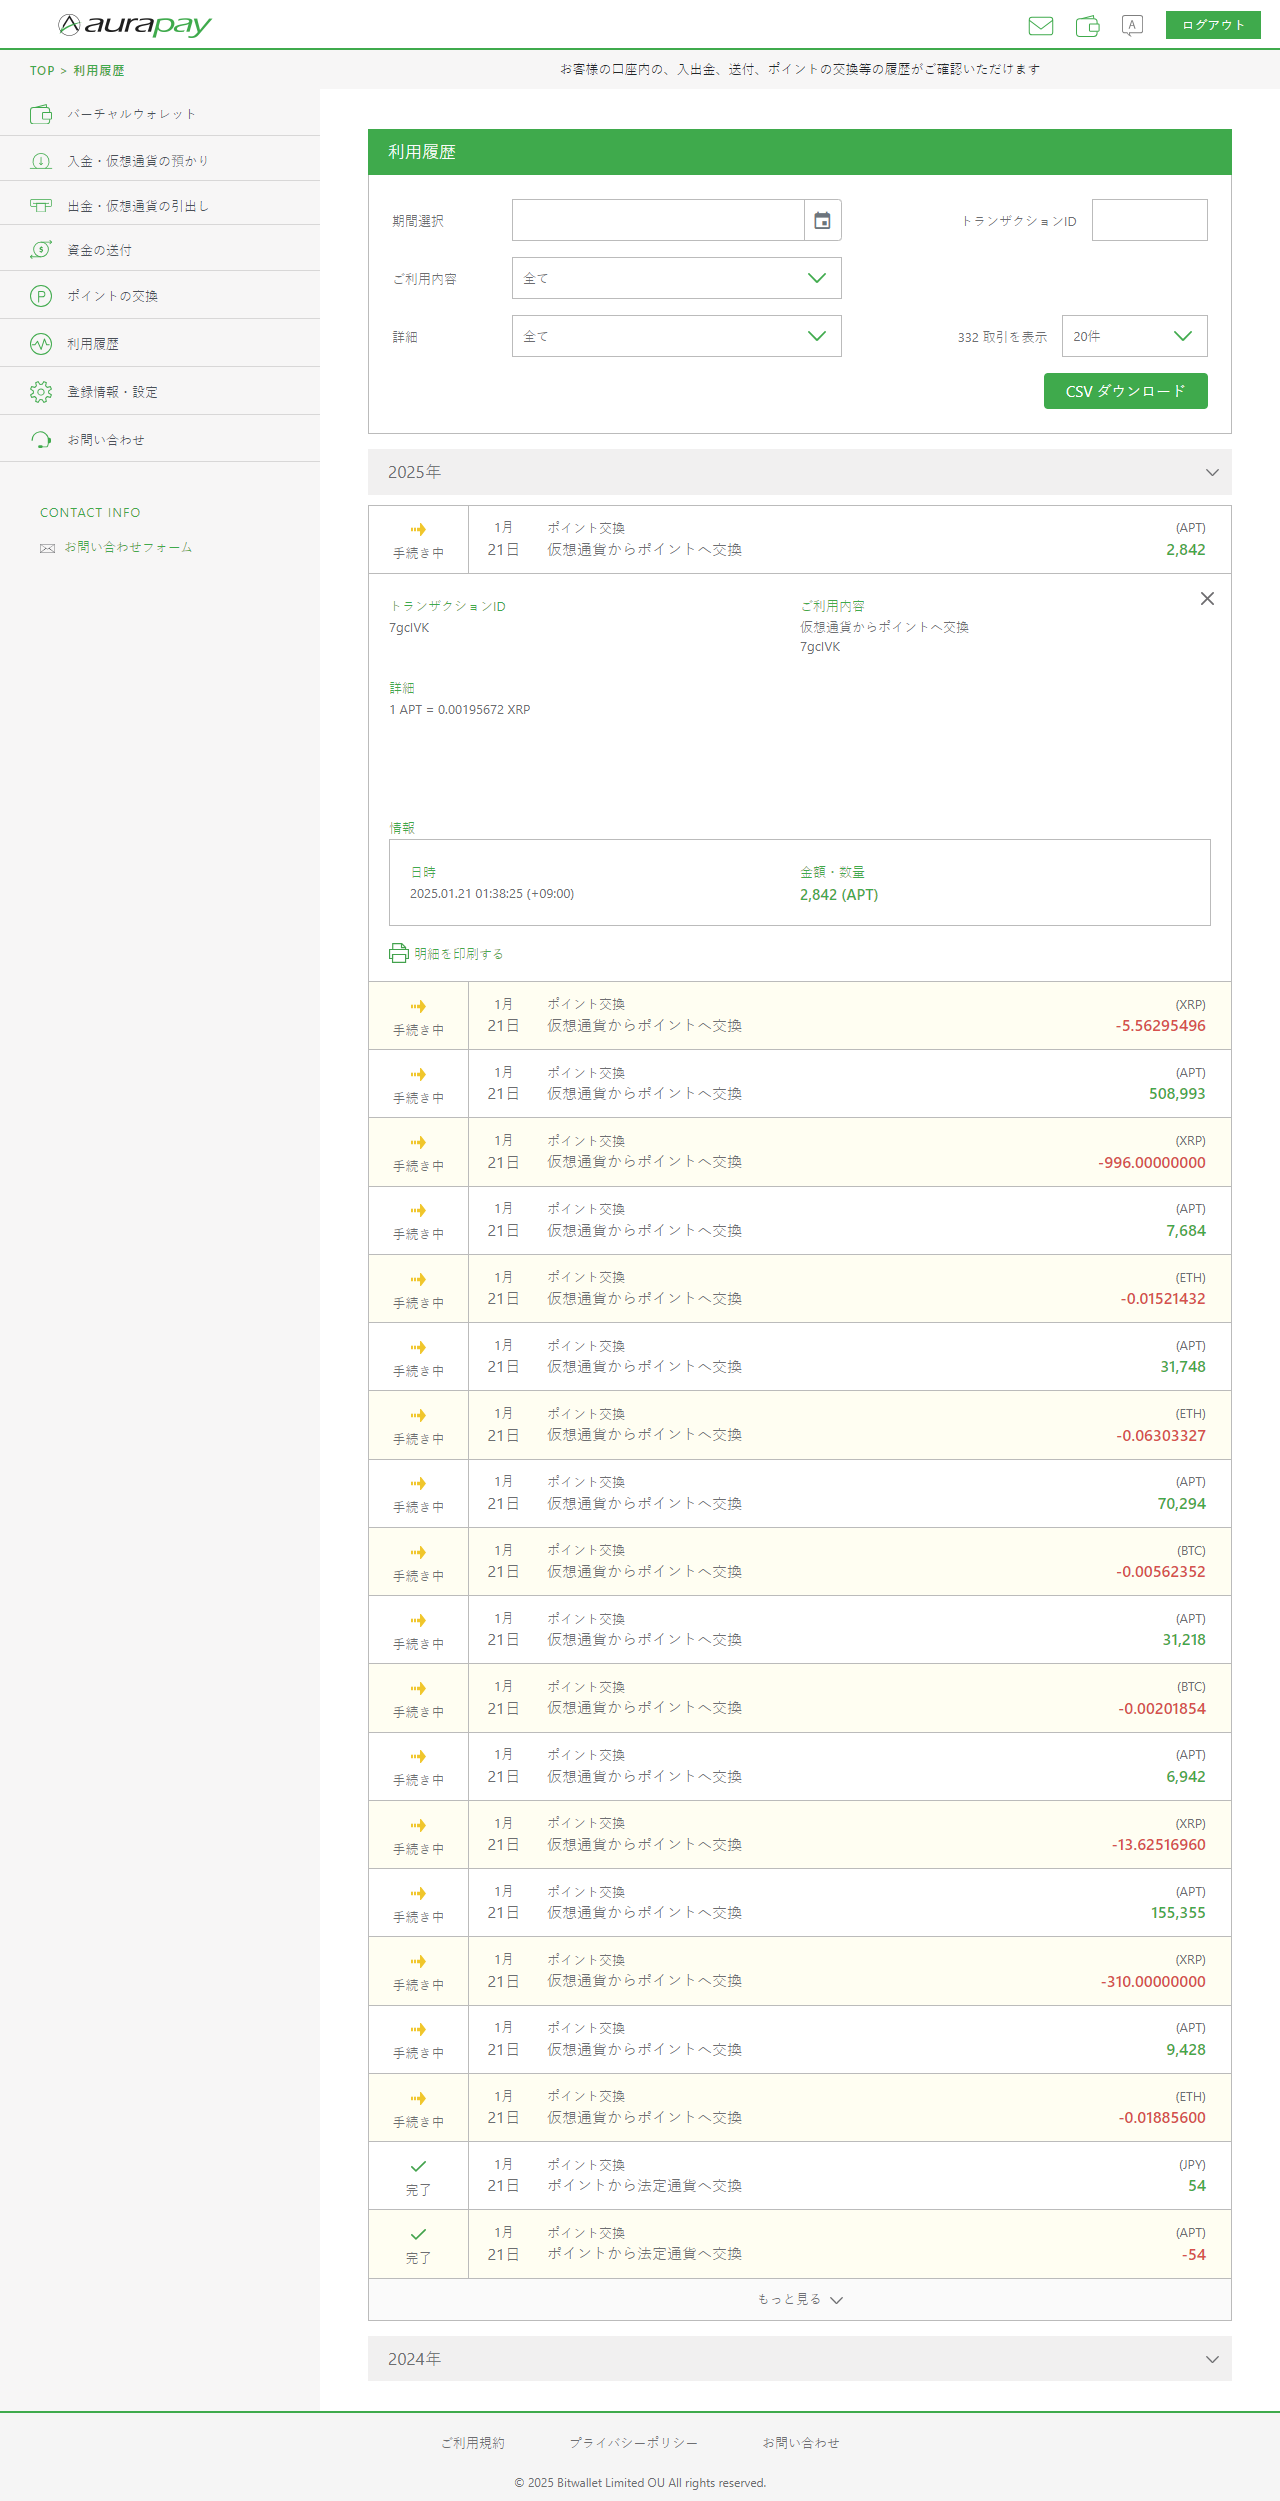 aurapay
A
ログアウト
TOP > 利用履歴
お客様の口座内の、入出金、送付、ポイントの交換等の履歴がご確認いただけます
バーチャルウォレット
入金・仮想通貨の預かり
出金・仮想通貨の引出し
資金の送付
ポイントの交換
利用履歴
登録情報・設定
お問い合わせ
CONTACT INFO
お問い合わせフォーム
利用履歴
期間選択
トランザクションID
ご利用内容
全て
詳細
全て
332 取引を表示
20件
CSV ダウンロード
2025年
手続き中
1月
21日
ポイント交換
仮想通貨からポイントへ交換
(APT)
2,842
トランザクションID
7gcIVK
ご利用内容
仮想通貨からポイントへ交換
7gcIVK
詳細
1 APT = 0.00195672 XRP
情報
日時
2025.01.21 01:38:25 (+09:00)
金額・数量
2,842 (APT)
明細を印刷する
手続き中
1月
21日
ポイント交換
仮想通貨からポイントへ交換
(XRP)
-5.56295496
手続き中
1月
21日
ポイント交換
仮想通貨からポイントへ交換
(APT)
508,993
手続き中
1月
21日
ポイント交換
仮想通貨からポイントへ交換
(XRP)
-996.00000000
手続き中
1月
21日
ポイント交換
仮想通貨からポイントへ交換
(APT)
7,684
手続き中
1月
21日
ポイント交換
仮想通貨からポイントへ交換
(ETH)
-0.01521432
手続き中
1月
21日
ポイント交換
仮想通貨からポイントへ交換
(APT)
31,748
手続き中
1月
21日
ポイント交換
仮想通貨からポイントへ交換
(ETH)
-0.06303327
手続き中
1月
21日
ポイント交換
仮想通貨からポイントへ交換
(APT)
70,294
手続き中
1月
21日
ポイント交換
仮想通貨からポイントへ交換
(BTC)
-0.00562352
手続き中
1月
21日
ポイント交換
仮想通貨からポイントへ交換
(APT)
31,218
手続き中
1月
21日
ポイント交換
仮想通貨からポイントへ交換
(BTC)
-0.00201854
手続き中
1月
21日
ポイント交換
仮想通貨からポイントへ交換
(APT)
6,942
手続き中
1月
21日
ポイント交換
仮想通貨からポイントへ交換
(XRP)
-13.62516960
手続き中
1月
21日
ポイント交換
仮想通貨からポイントへ交換
(APT)
155,355
手続き中
1月
21日
ポイント交換
仮想通貨からポイントへ交換
(XRP)
-310.00000000
手続き中
1月
21日
ポイント交換
仮想通貨からポイントへ交換
(APT)
9,428
手続き中
1月
21日
ポイント交換
仮想通貨からポイントへ交換
(ETH)
-0.01885600
完了
1月
21日
ポイント交換
ポイントから法定通貨へ交換
(JPY)
54
完了
1月
21日
ポイント交換
ポイントから法定通貨へ交換
(APT)
-54
もっと見る
2024年
ご利用規約
プライバシーポリシー
お問い合わせ
© 2025 Bitwallet Limited OU All rights reserved.